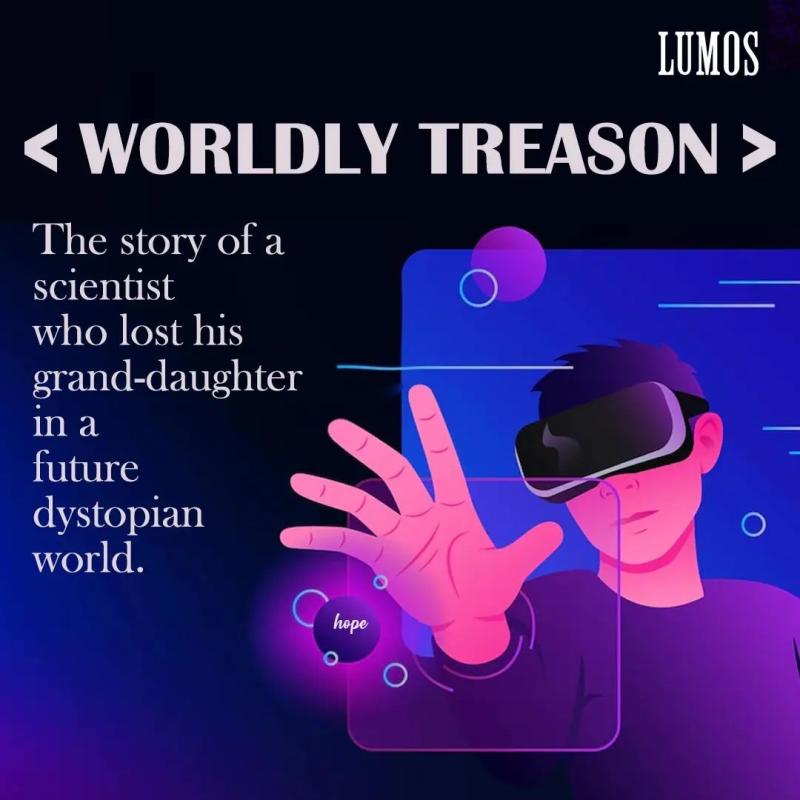 LUMOS
< WORLDLY TREASON >
The story of a
scientist
who lost his
grand-daughter
in a
future
dystopian
world.
hope